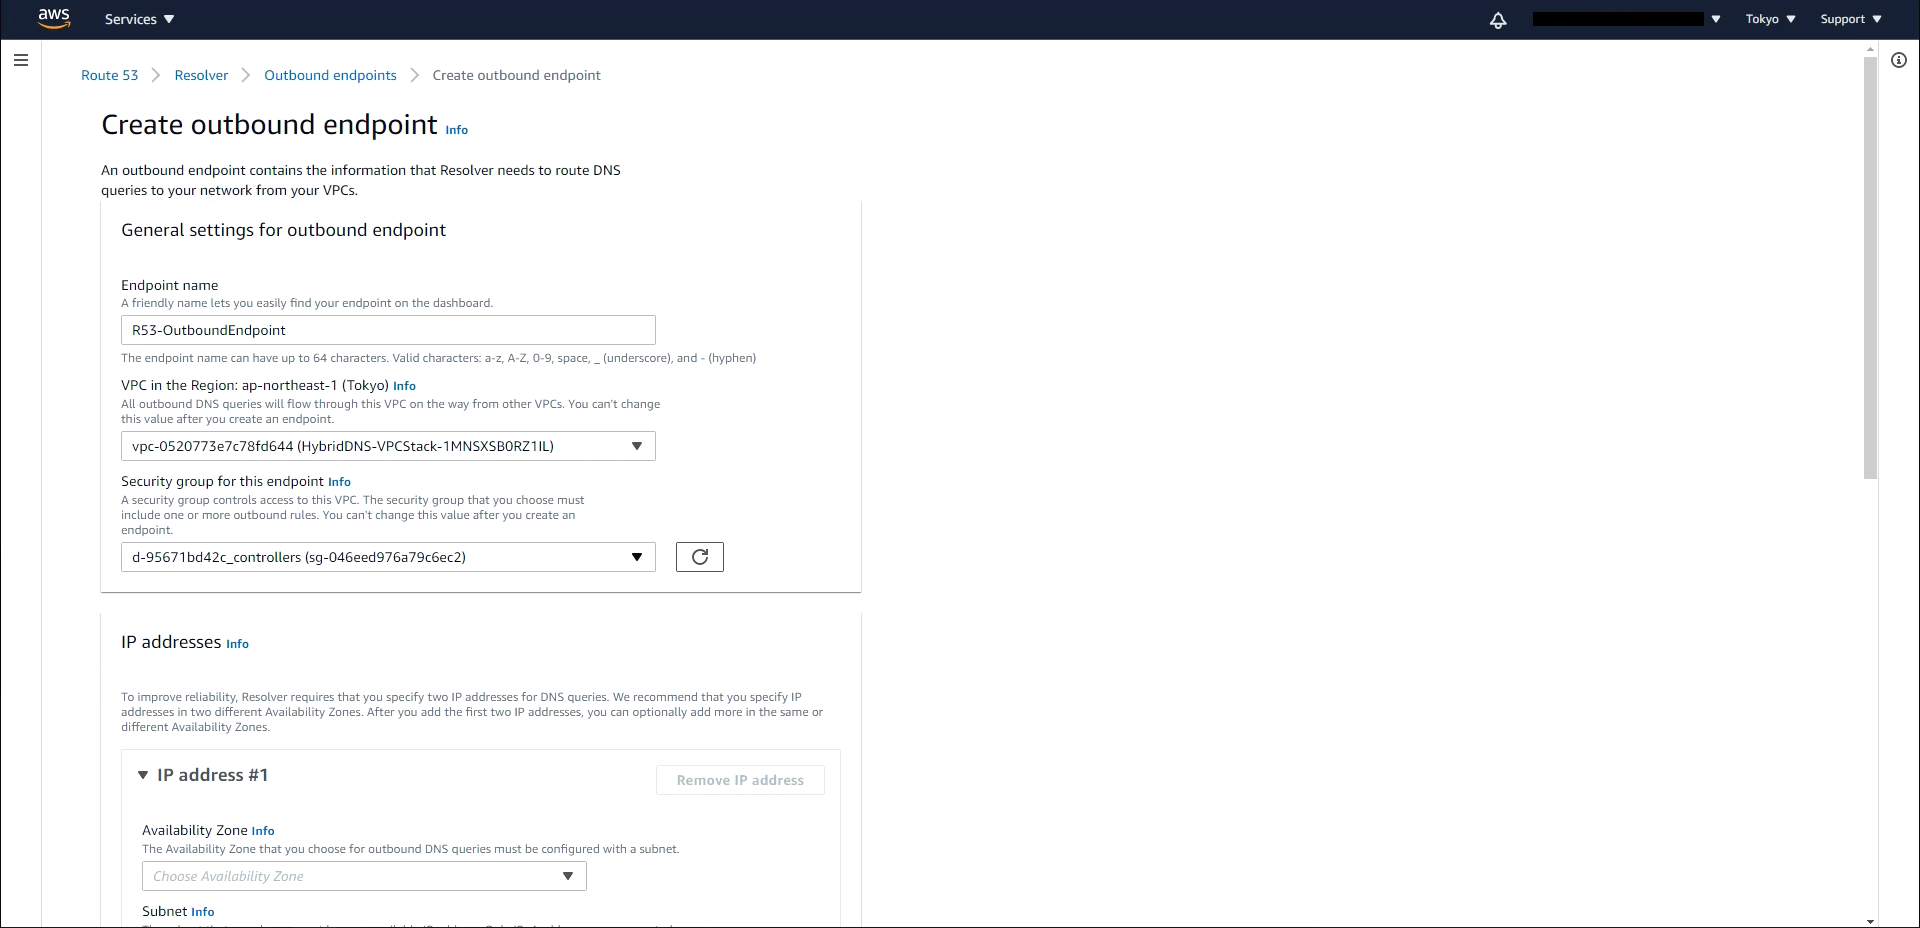 aws Services Tokyo Support
Route 53 Resolver Outbound endpoints Create outbound endpoint
Create outbound endpoint Info
An outbound endpoint contains the information that Resolver needs to route DNS
queries to your network from your VPCs.
General settings for outbound endpoint
Endpoint name
A friendly name lets you easily find your endpoint on the dashboard.
R53-OutboundEndpoint
The endpoint name can have up to 64 characters. Valid characters: a-z, A-Z, 0-9, space, _ (underscore), and - (hyphen)
VPC in the Region: ap-northeast-1 (Tokyo) Info
All outbound DNS queries will flow through this VPC on the way from other VPCs. You can't change
this value after you create an endpoint.
vpc-0520773e7c78fd644 (HybridDNS-VPCStack-1MNSXSB0RZ1IL)
Security group for this endpoint Info
A security group controls access to this VPC. The security group that you choose must
include one or more outbound rules. You can't change this value after you create an
endpoint.
d-95671bd42c_controllers (sg-046eed976a79c6ec2)
IP addresses Info
To improve reliability, Resolver requires that you specify two IP addresses for DNS queries. We recommend that you specify IP
addresses in two different Availability Zones. After you add the first two IP addresses, you can optionally add more in the same or
different Availability Zones.
IP address #1 Remove IP address
Availability Zone Info
The Availability Zone that you choose for outbound DNS queries must be configured with a subnet.
Choose Availability Zone
Subnet Info